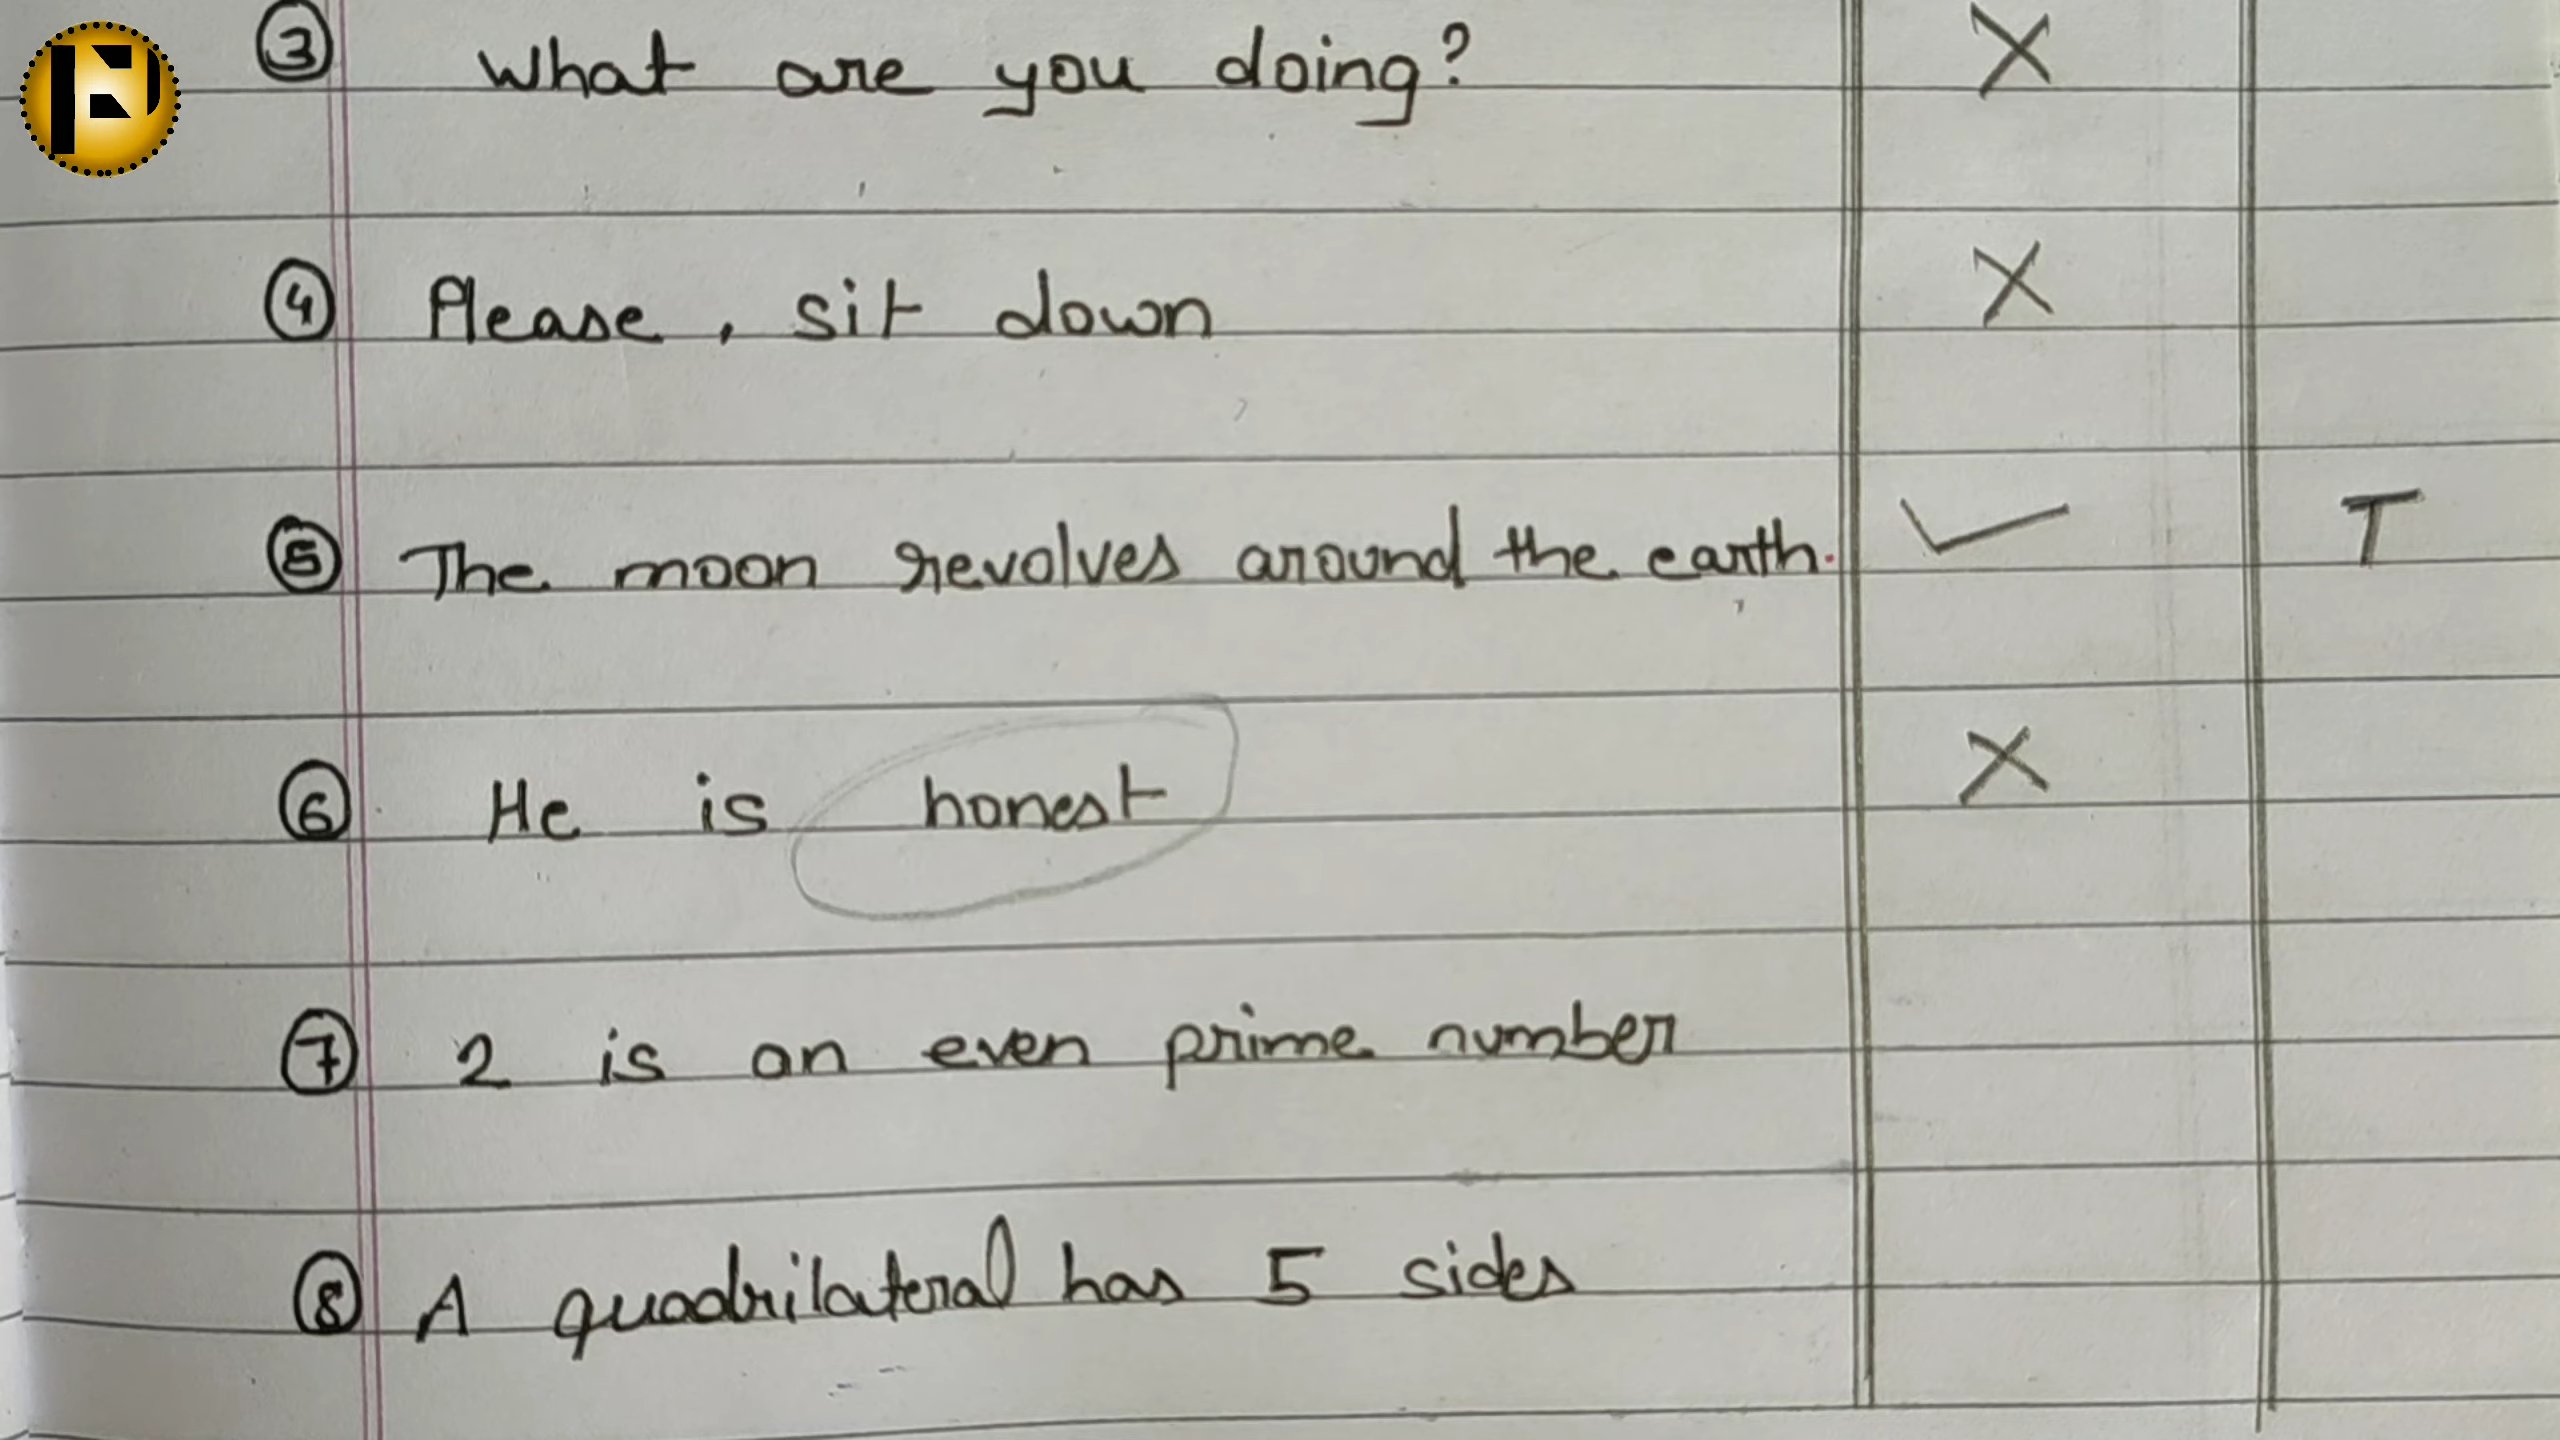 3 What are you doing? X
4 Please, sit down X
5 The moon revolves around the earth. ✓ T
6 He is honest X
7 2 is an even prime number
8 A quadrilateral has 5 sides